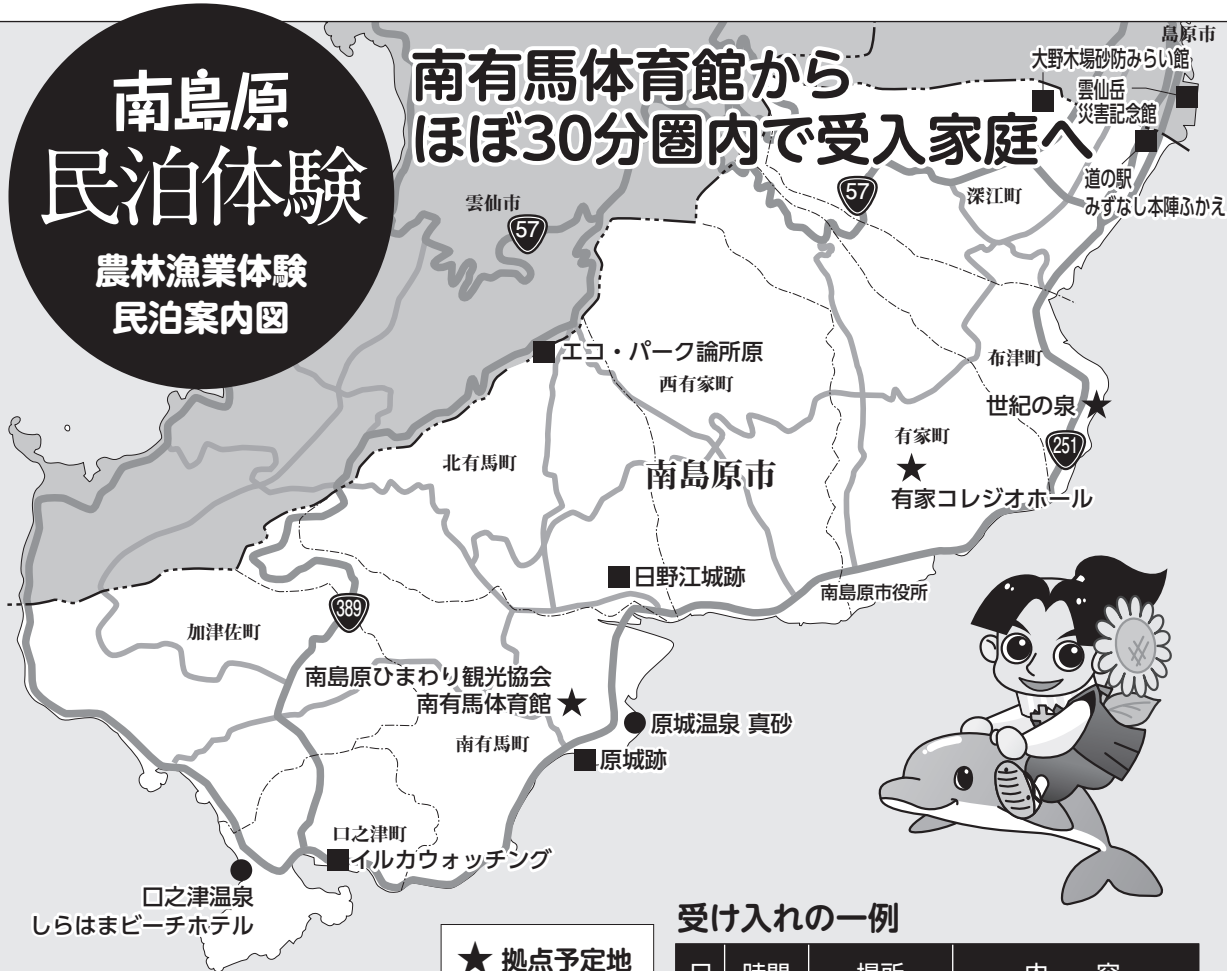 南島原
民泊体験
農林漁業体験
民泊案内図
南有馬体育館から
ほぼ30分圏内で受入家庭へ
島原市
大野木場砂防みらい館
雲仙岳
災害記念館
道の駅
みずなし本陣ふかえ
深江町
57
雲仙市
57
エコ・パーク論所原
西有家町
布津町
世紀の泉
251
有家町
有家コレジオホール
北有馬町
南島原市
日野江城跡
南島原市役所
389
加津佐町
南島原ひまわり観光協会
南有馬体育館
原城温泉 真砂
南有馬町
原城跡
口之津町
イルカウォッチング
口之津温泉
しらはまビーチホテル
★ 拠点予定地
受け入れの一例
日 時間 場所 内 容